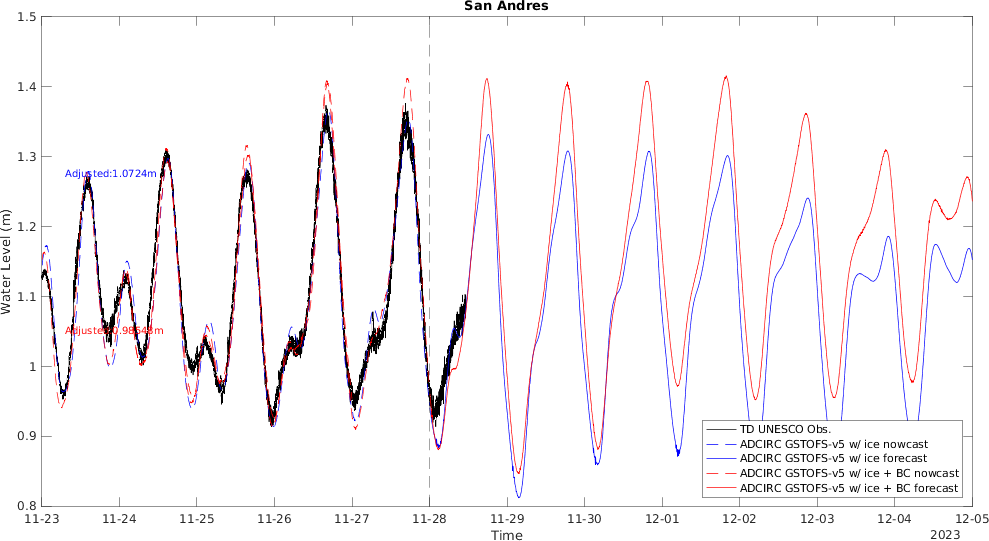 San Andres
1.5
1.4
1.3
1.2
1.1
1
0.9
0.8
Water Level (m)
Adjusted:1.0724m
Adjusted:0.98543m
TD UNESCO Obs.
ADCIRC GSTOFS-v5 w/ ice nowcast
ADCIRC GSTOFS-v5 w/ ice forecast
ADCIRC GSTOFS-v5 w/ ice + BC nowcast
ADCIRC GSTOFS-v5 w/ ice + BC forecast
11-23 11-24 11-25 11-26 11-27 11-28 11-29 11-30 12-01 12-02 12-03 12-04 12-05
Time
2023